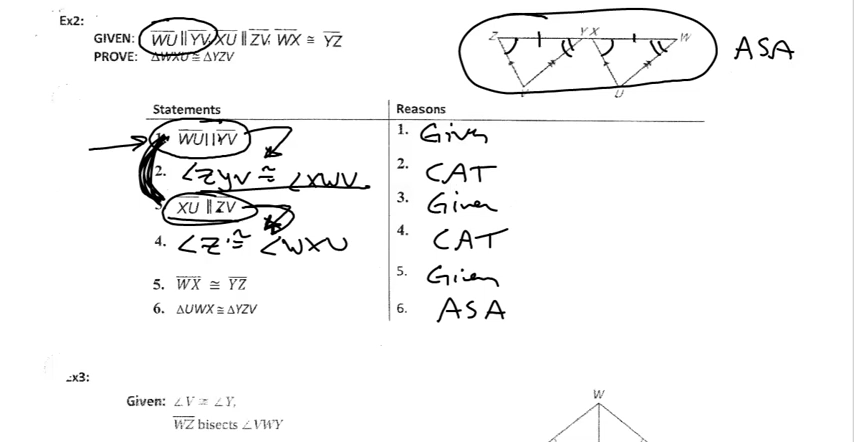 Ex2:
GIVEN: WU ∥ YV, XU ∥ ZV, WX ≅ YZ
PROVE: ΔWXU ≅ ΔYZV
Z Y X W
V U
ASA
Statements Reasons
1. WU ∥ YV 1. Given
2. ∠ZYV ≅ ∠XWV 2. CAT
3. XU ∥ ZV 3. Given
4. ∠Z ≅ ∠WXU 4. CAT
5. WX ≅ YZ 5. Given
6. ΔUWX ≅ ΔYZV 6. ASA
Ex3:
Given: ∠V ≅ ∠Y,
WZ bisects ∠VWY
W